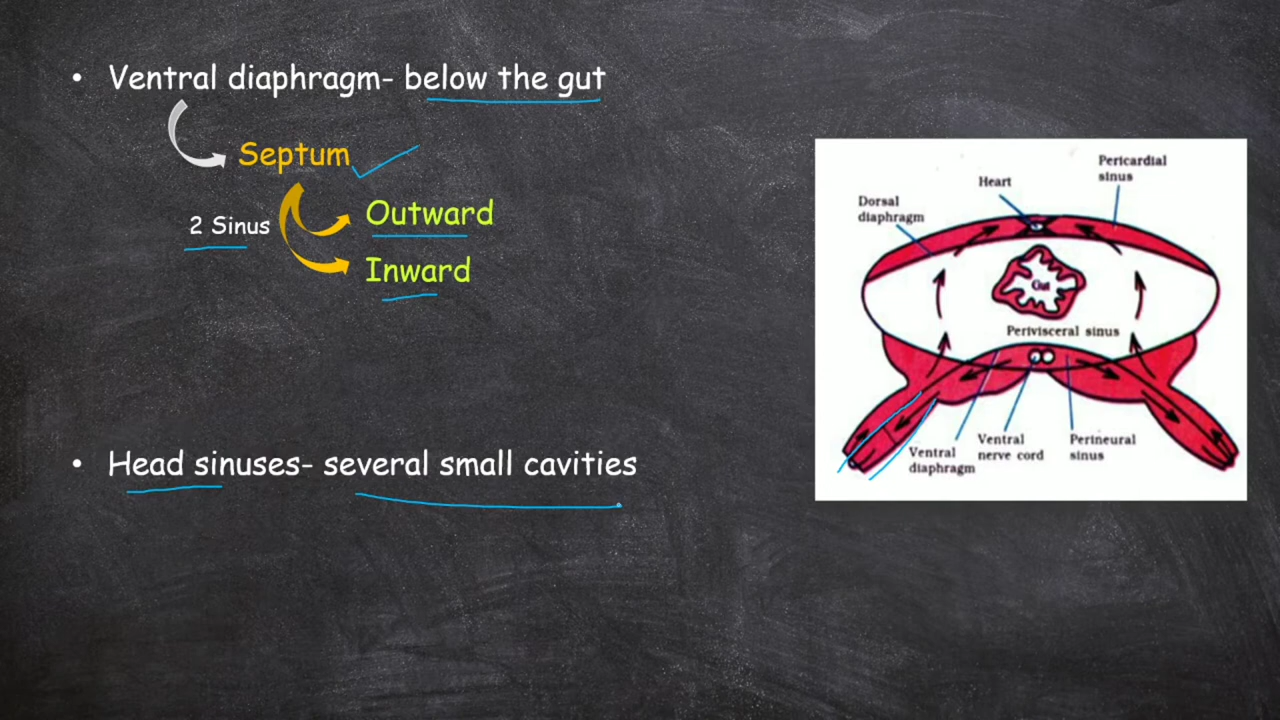 • Ventral diaphragm- below the gut
Septum
2 Sinus
Outward
Inward
• Head sinuses- several small cavities
Pericardial
sinus
Heart
Dorsal
diaphragm
Gut
Perivisceral sinus
Ventral
diaphragm
Ventral
nerve cord
Perineural
sinus